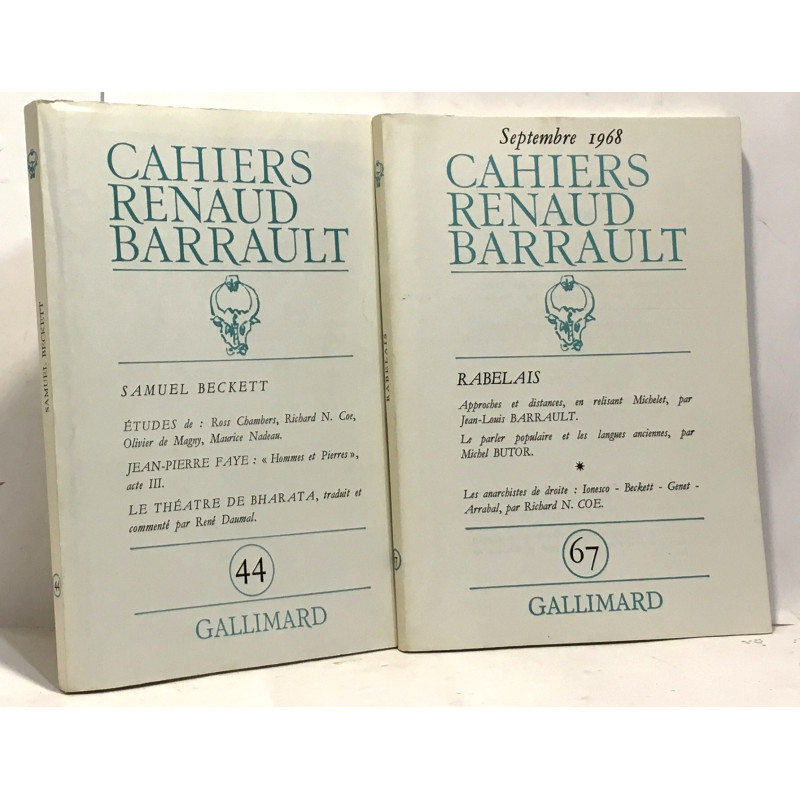 SAMUEL BECKETT
CAHIERS
RENAUD
BARRAULT
SAMUEL BECKETT
ÉTUDES de : Ross Chambers, Richard N. Coe,
Olivier de Magny, Maurice Nadeau.
JEAN-PIERRE FAYE : « Hommes et Pierres »,
acte III.
LE THÉATRE DE BHARATA, traduit et
commenté par René Daumal.
44
GALLIMARD
RABELAIS
Septembre 1968
CAHIERS
RENAUD
BARRAULT
RABELAIS
Approches et distances, en relisant Michelet, par
Jean-Louis BARRAULT.
Le parler populaire et les langues anciennes, par
Michel BUTOR.
Les anarchistes de droite : Ionesco - Beckett - Genet -
Arrabal, par Richard N. COE.
67
GALLIMARD